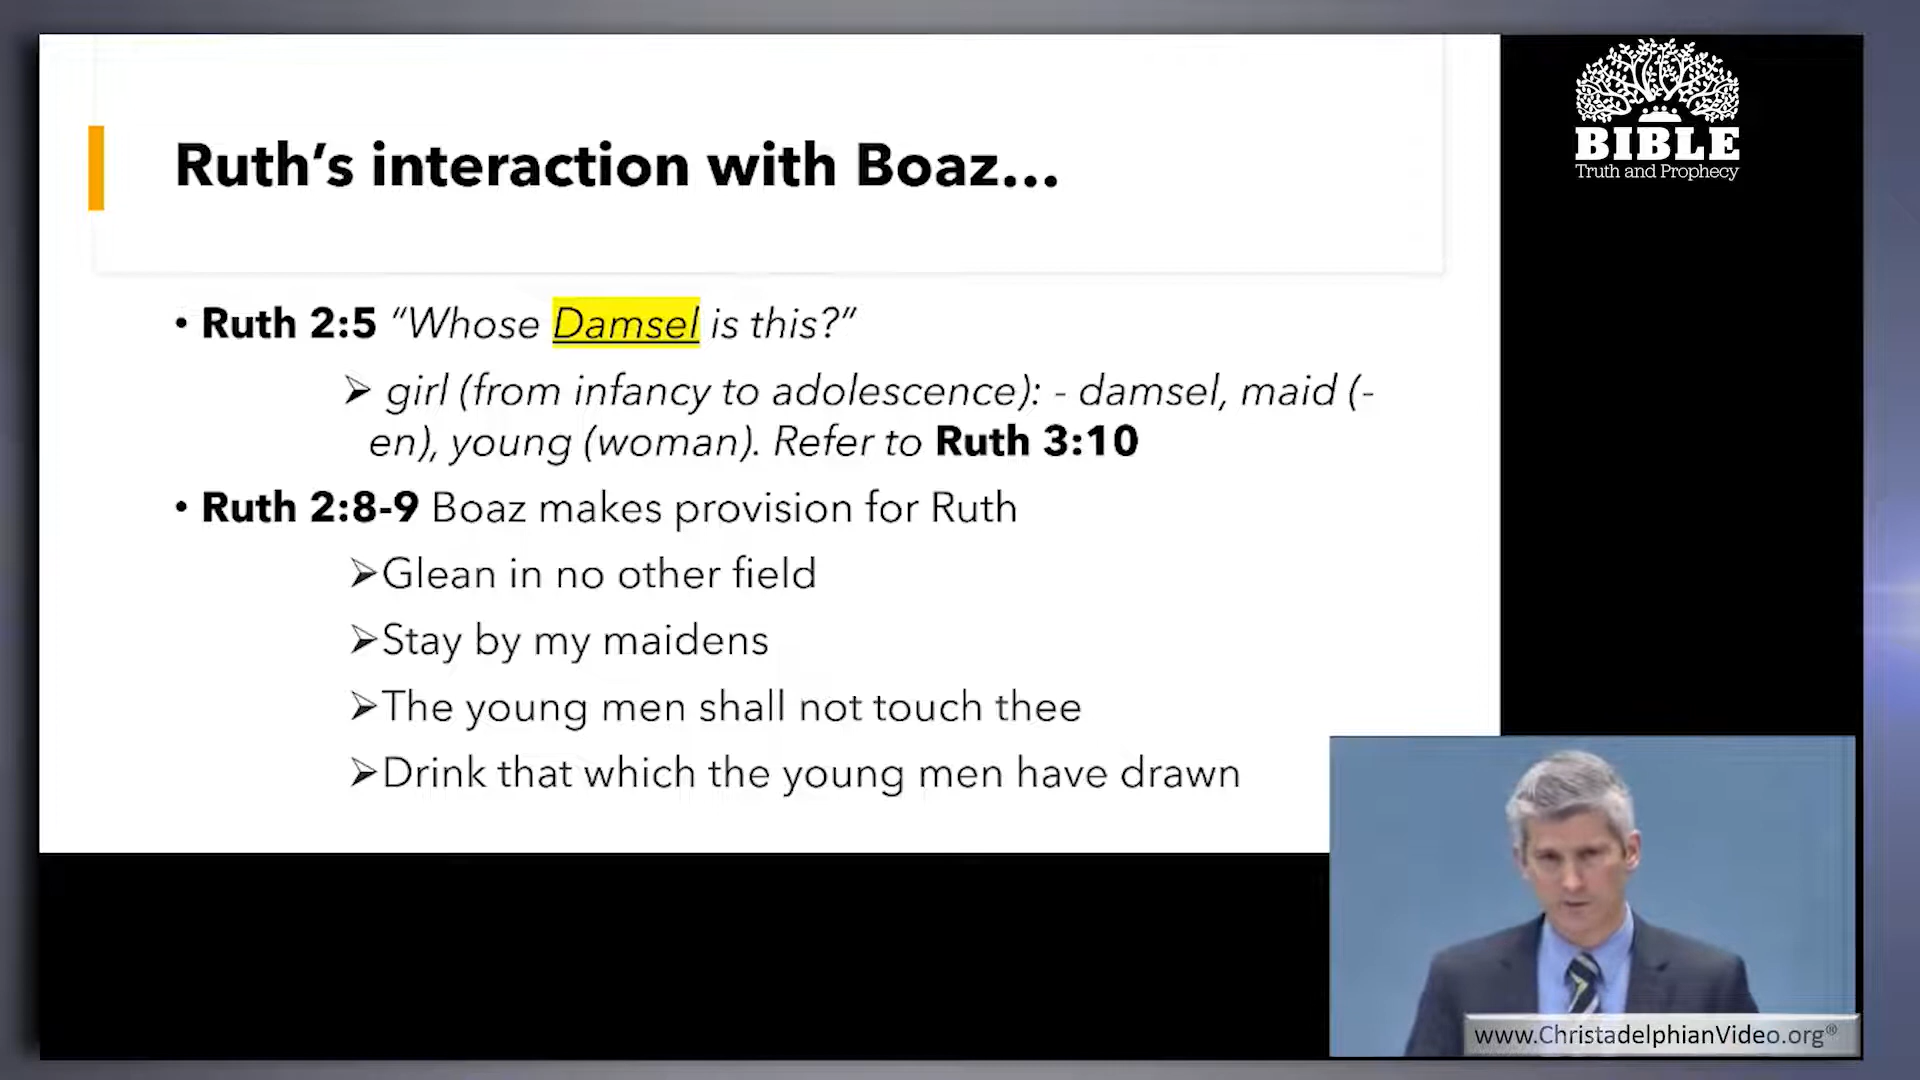 Ruth’s interaction with Boaz…
• Ruth 2:5 “Whose Damsel is this?”
➢ girl (from infancy to adolescence): - damsel, maid (-
en), young (woman). Refer to Ruth 3:10
• Ruth 2:8-9 Boaz makes provision for Ruth
➢Glean in no other field
➢Stay by my maidens
➢The young men shall not touch thee
➢Drink that which the young men have drawn
BIBLE
Truth and Prophecy
www.ChristadelphianVideo.org®